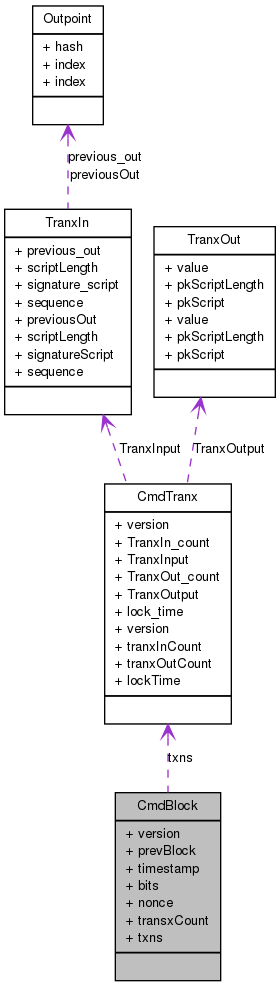 Outpoint
+ hash
+ index
+ index
previous_out
previousOut
TranxIn
+ previous_out
+ scriptLength
+ signature_script
+ sequence
+ previousOut
+ scriptLength
+ signatureScript
+ sequence
TranxOut
+ value
+ pkScriptLength
+ pkScript
+ value
+ pkScriptLength
+ pkScript
TranxInput
TranxOutput
CmdTranx
+ version
+ TranxIn_count
+ TranxInput
+ TranxOut_count
+ TranxOutput
+ lock_time
+ version
+ tranxInCount
+ tranxOutCount
+ lockTime
txns
CmdBlock
+ version
+ prevBlock
+ timestamp
+ bits
+ nonce
+ transxCount
+ txns